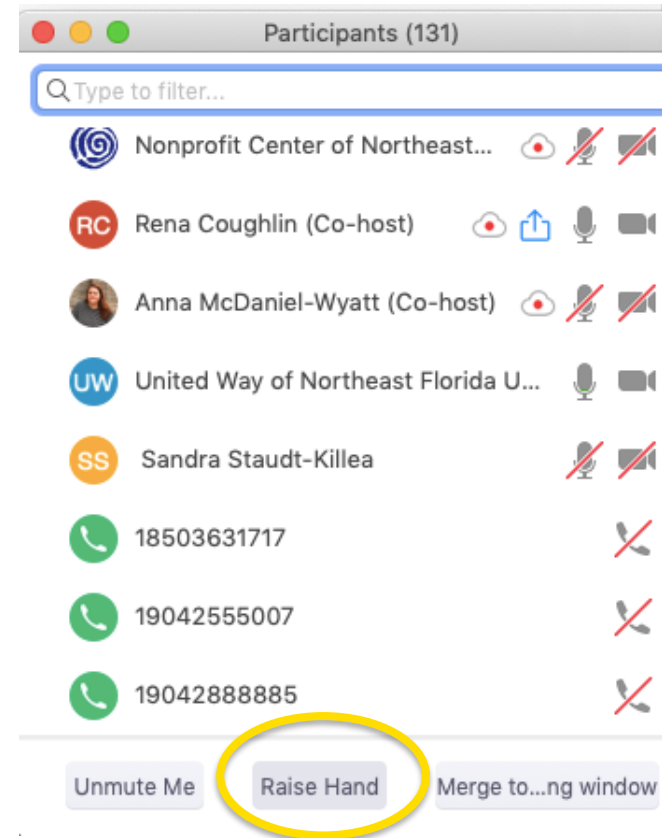 Participants (131)
Type to filter...
Nonprofit Center of Northeast...
RC Rena Coughlin (Co-host)
Anna McDaniel-Wyatt (Co-host)
UW United Way of Northeast Florida U...
SS Sandra Staudt-Killea
18503631717
19042555007
19042888885
Unmute Me Raise Hand Merge to...ng window